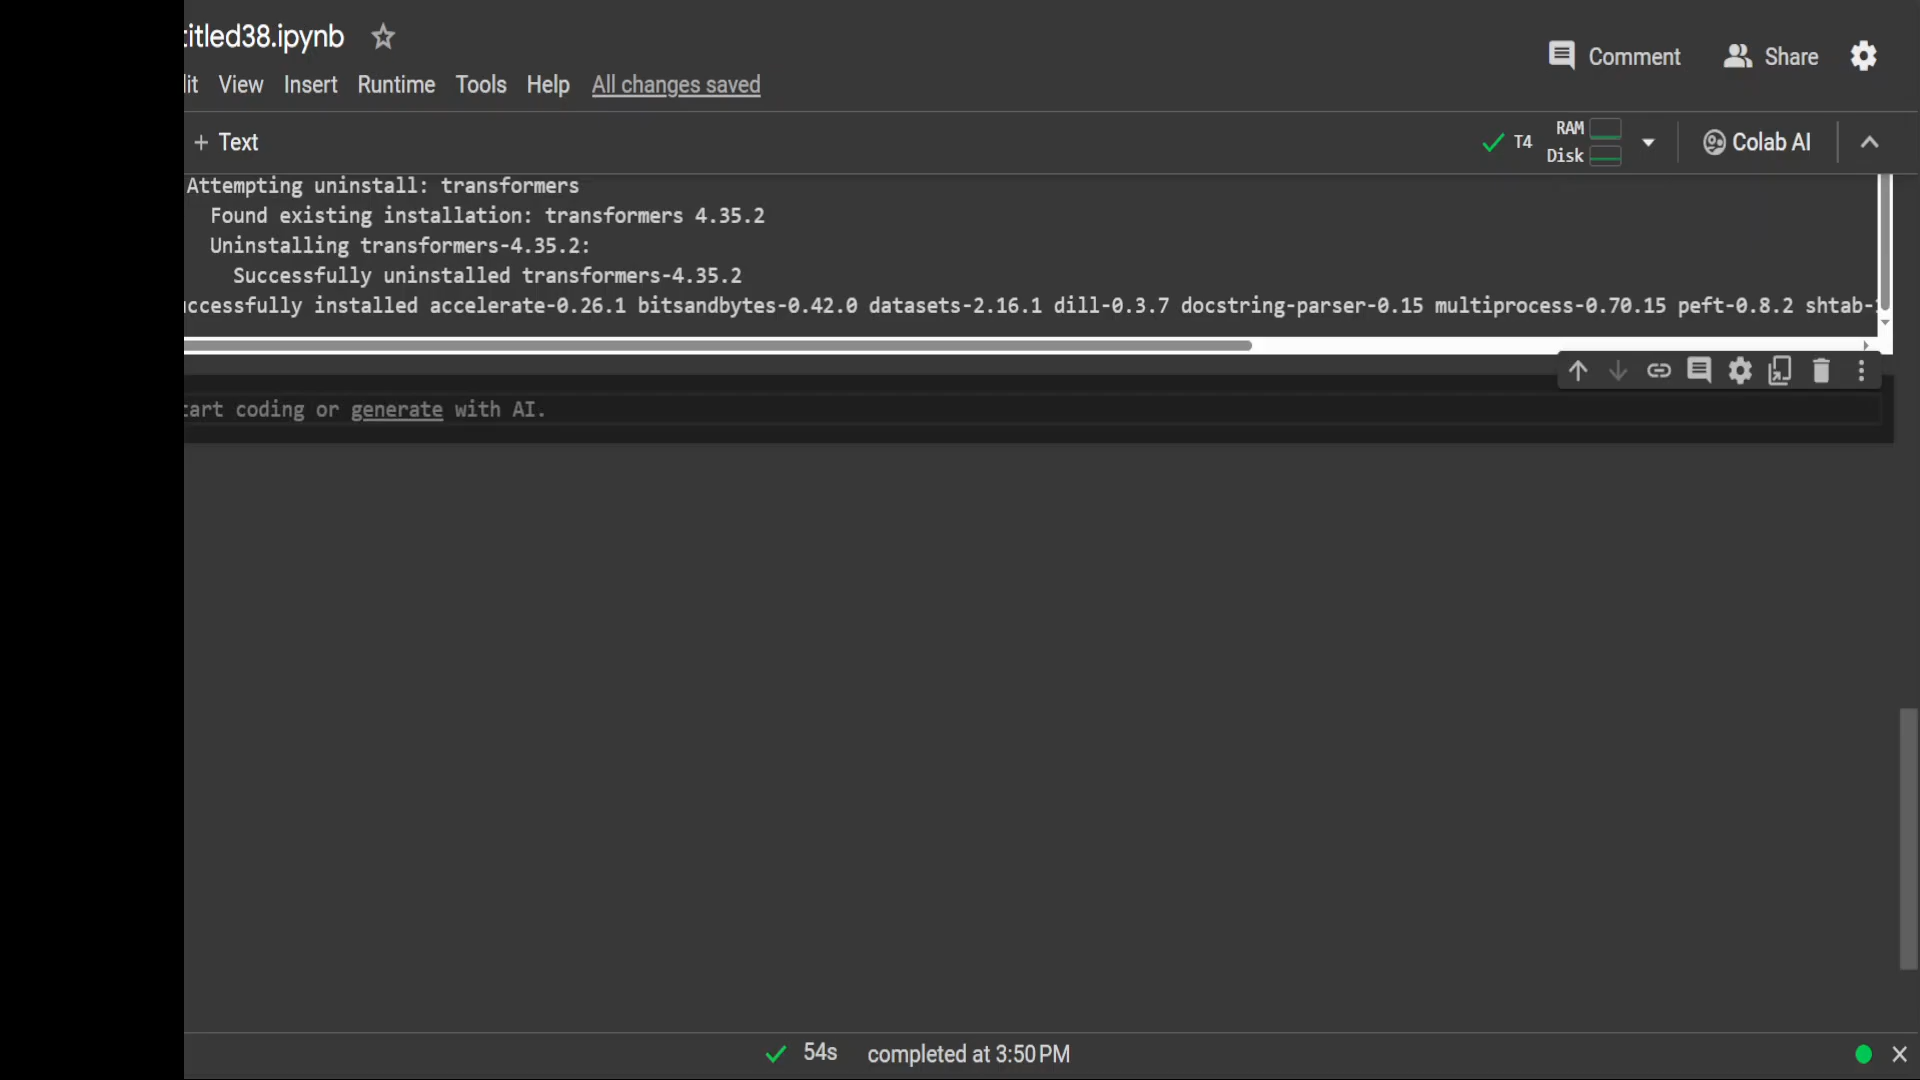 titled38.ipynb
Comment
Share
View Insert Runtime Tools Help All changes saved
+ Text
T4
RAM
Disk
Colab AI
Attempting uninstall: transformers
Found existing installation: transformers 4.35.2
Uninstalling transformers-4.35.2:
Successfully uninstalled transformers-4.35.2
ccessfully installed accelerate-0.26.1 bitsandbytes-0.42.0 datasets-2.16.1 dill-0.3.7 docstring-parser-0.15 multiprocess-0.70.15 peft-0.8.2 shtab-
tart coding or generate with AI.
54s completed at 3:50 PM